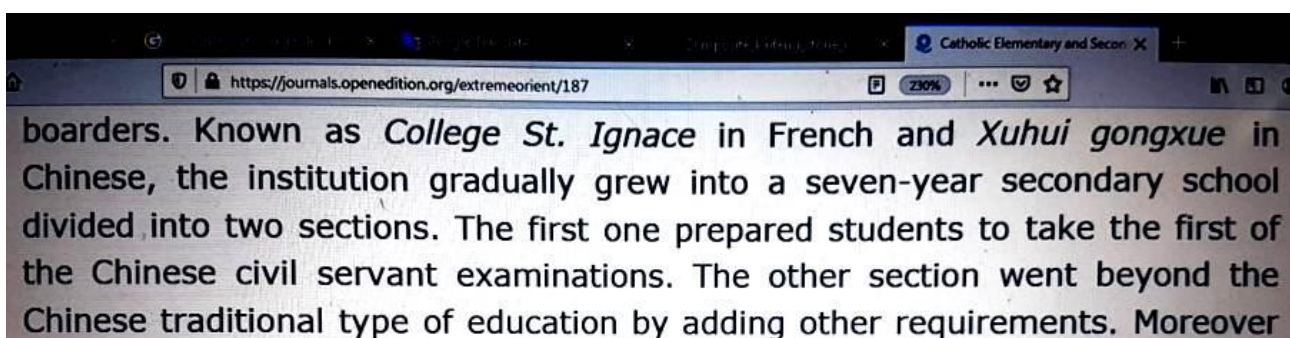 Catholic Elementary and Secon
https://journals.openedition.org/extremeorient/187
230%
boarders. Known as College St. Ignace in French and Xuhui gongxue in
Chinese, the institution gradually grew into a seven-year secondary school
divided into two sections. The first one prepared students to take the first of
the Chinese civil servant examinations. The other section went beyond the
Chinese traditional type of education by adding other requirements. Moreover